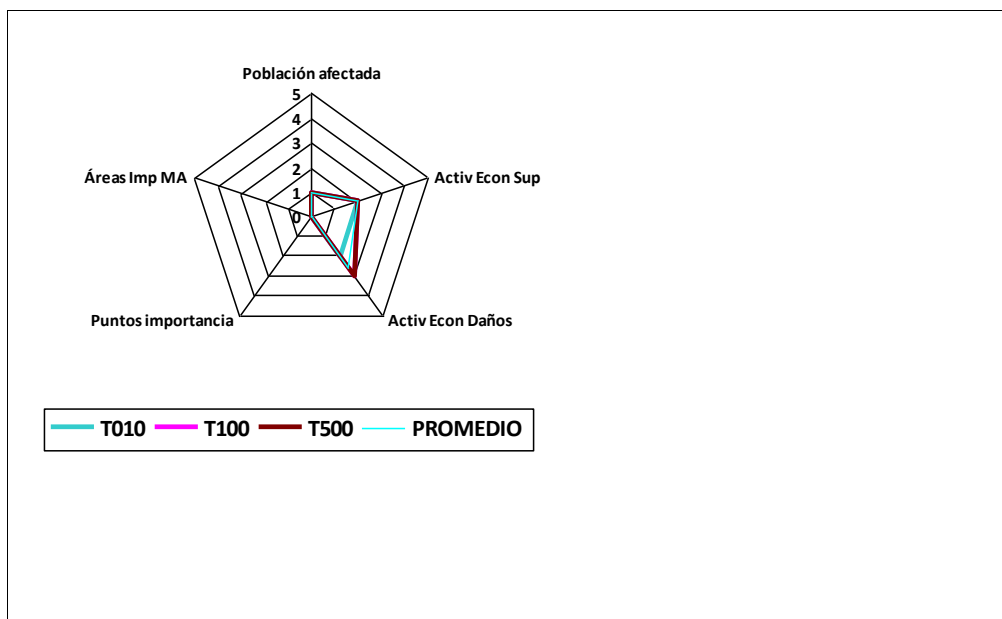 Población afectada
5
4
3
2
1
0
Áreas Imp MA
Activ Econ Sup
Puntos importancia
Activ Econ Daños
T010 T100 T500 PROMEDIO